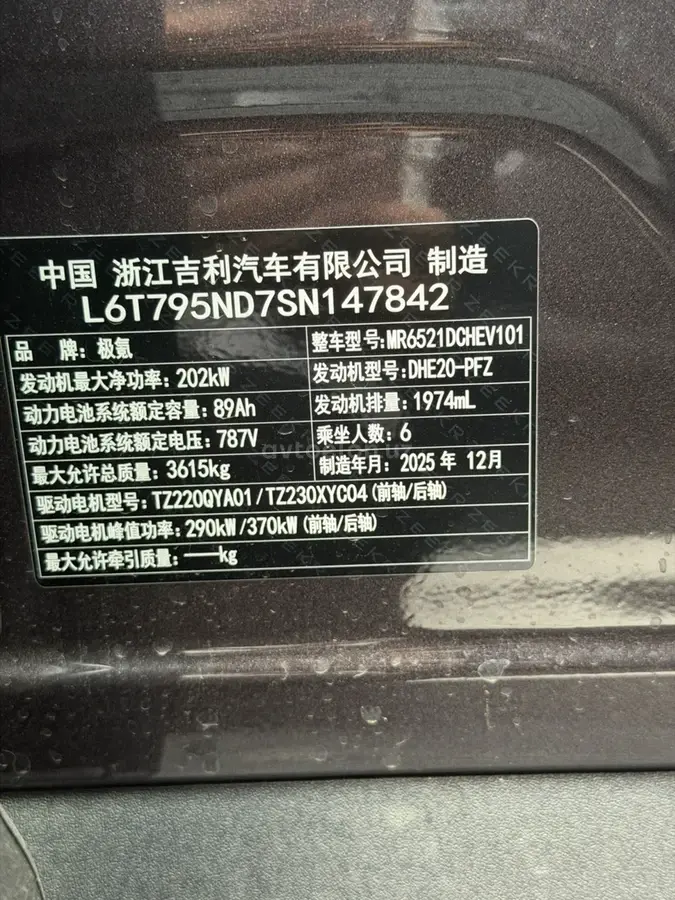 中国 浙江吉利汽车有限公司 制造
L6T795ND7SN147842
品 牌:极氪
整车型号:MR6521DCHEV101
发动机最大净功率:202kW
发动机型号:DHE20-PFZ
动力电池系统额定容量:89Ah
发动机排量:1974mL
动力电池系统额定电压:787V
乘坐人数:6
最大允许总质量:3615kg
制造年月:2025年 12月
驱动电机型号:TZ220QYA01/TZ230XYC04(前轴/后轴)
驱动电机峰值功率:290kW/370kW(前轴/后轴)
最大允许牵引质量:——kg